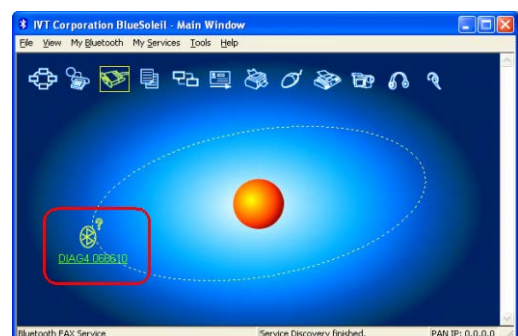 IVT Corporation BlueSoleil - Main Window
File View My Bluetooth My Services Tools Help
?
DIAG4 068610
Bluetooth FAX Service Service Discovery finished. PAN IP: 0.0.0.0